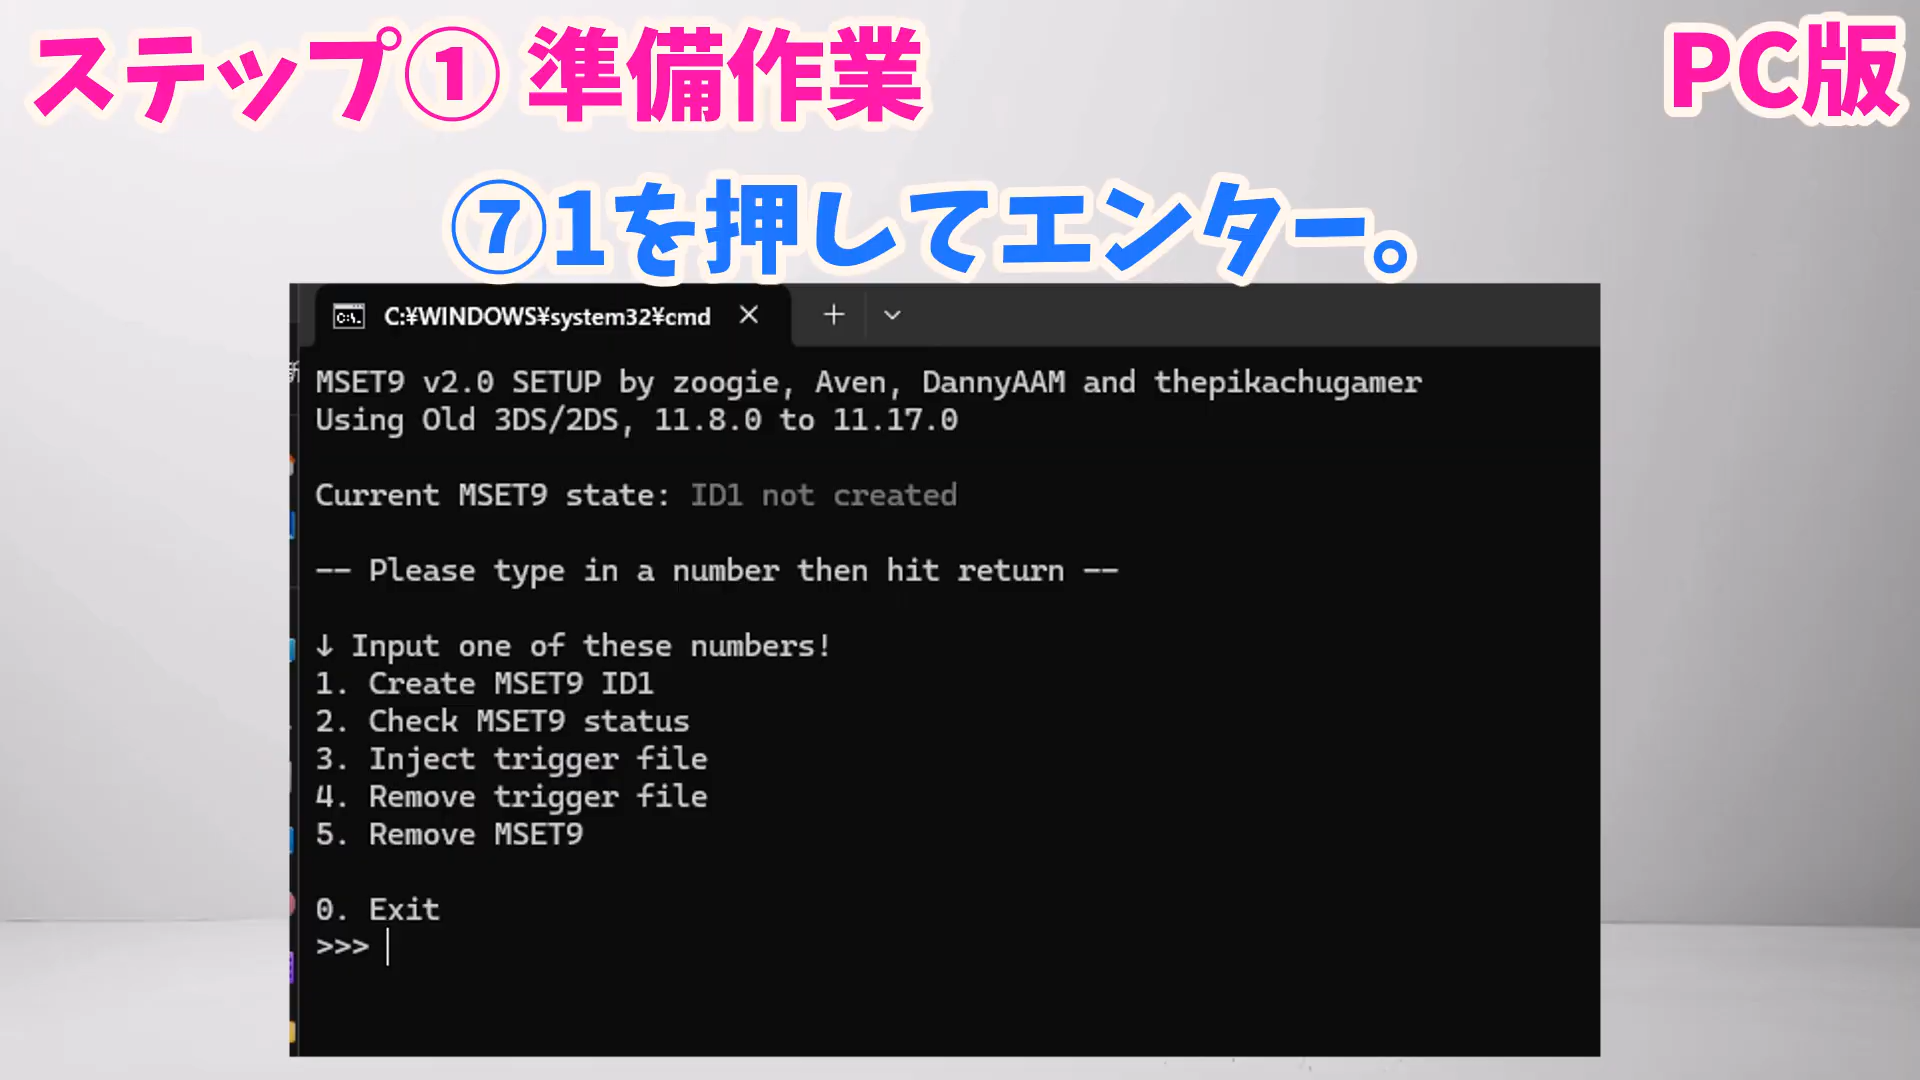 ステップ① 準備作業
PC版
⑦1を押してエンター。
C:¥WINDOWS¥system32¥cmd
MSET9 v2.0 SETUP by zoogie, Aven, DannyAAM and thepikachugamer
Using Old 3DS/2DS, 11.8.0 to 11.17.0
Current MSET9 state: ID1 not created
-- Please type in a number then hit return --
↓ Input one of these numbers!
1. Create MSET9 ID1
2. Check MSET9 status
3. Inject trigger file
4. Remove trigger file
5. Remove MSET9
0. Exit
>>>